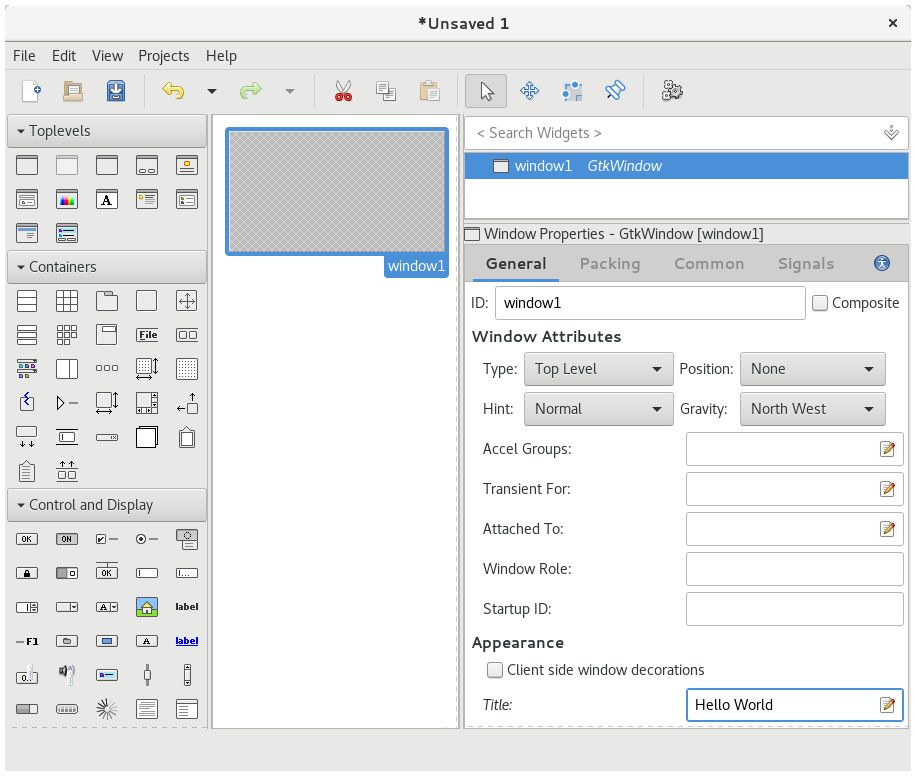 *Unsaved 1
File Edit View Projects Help
Toplevels
A
Containers
File
Control and Display
OK ON
OK
A label
F1 A label
0..
window1
< Search Widgets >
window1 GtkWindow
Window Properties - GtkWindow [window1]
General Packing Common Signals
ID: window1 Composite
Window Attributes
Type: Top Level Position: None
Hint: Normal Gravity: North West
Accel Groups:
Transient For:
Attached To:
Window Role:
Startup ID:
Appearance
Client side window decorations
Title: Hello World